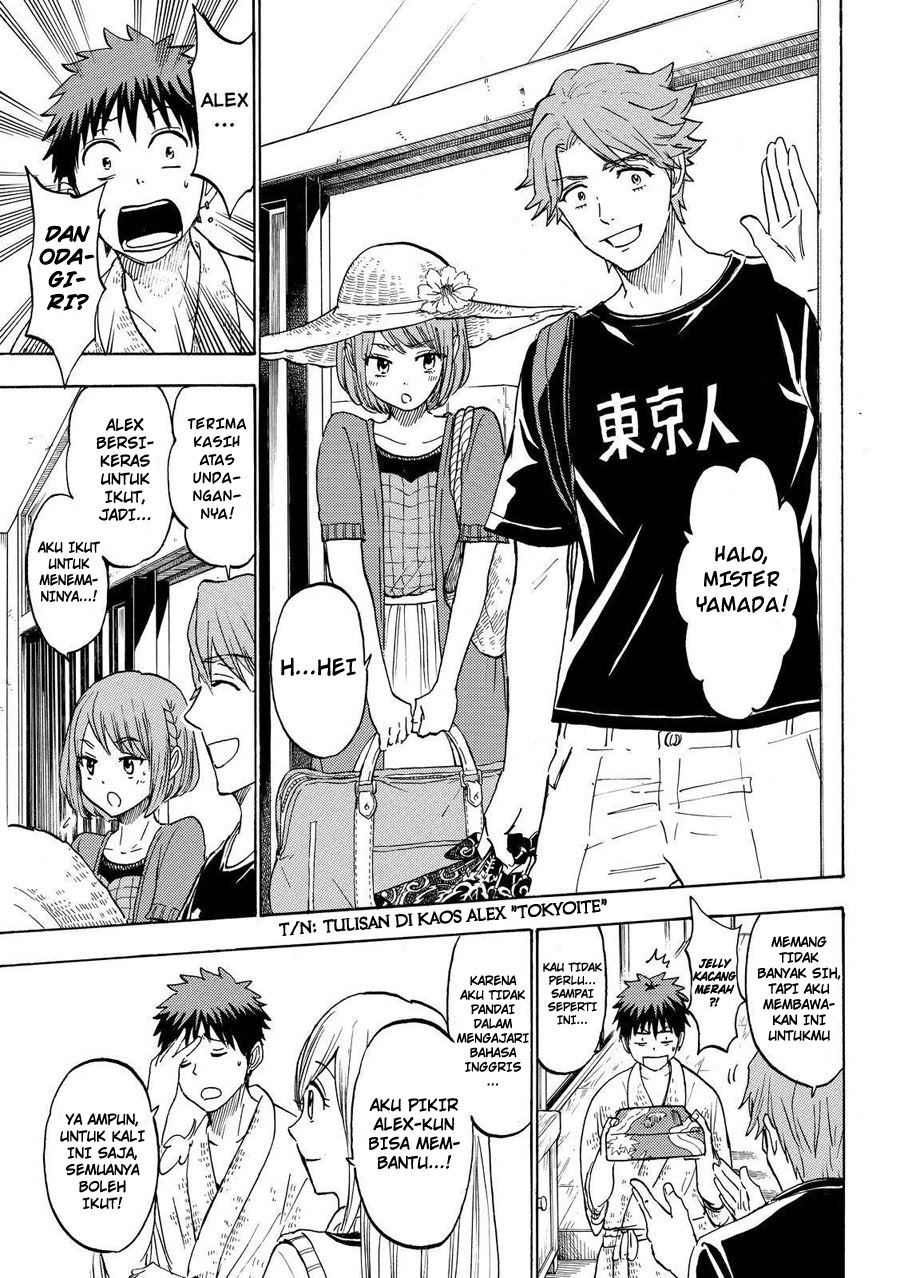 HALO,
MISTER
YAMADA!
東京人
H...HEI
ALEX
...
DAN
ODA-
GI-
RI?
TERIMA
KASIH
ATAS
UNDA-
NGAN-
NYA!
ALEX
BERSI-
KERAS
UNTUK
IKUT,
JADI...
AKU IKUT
UNTUK
MENEMA-
NINYA...!
T/N: TULISAN DI KAOS ALEX "TOKYOITE"
MEMANG
TIDAK
BANYAK SIH,
TAPI AKU
MEMBAWA-
KAN INI
UNTUKMU
JELLY
KACANG
MERAH
?!
KAU TIDAK
PERLU...
SAMPAI
SEPERTI
INI...
KARENA
AKU TIDAK
PANDAI
DALAM
MENGAJARI
BAHASA
INGGRIS
...
AKU PIKIR
ALEX-KUN
BISA MEM-
BANTU...!
YA AMPUN,
UNTUK KALI
INI SAJA,
SEMUANYA
BOLEH
IKUT!